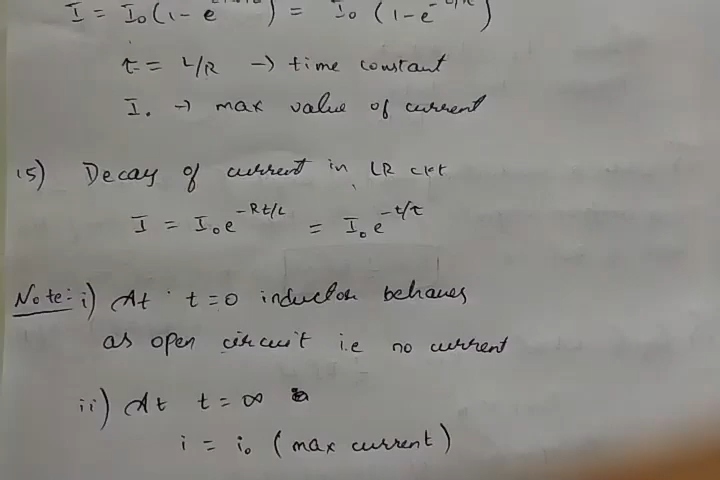 I = I₀(1-e ) = I₀ (1-e )
τ = L/R → time constant
I₀ → max value of current
15) Decay of current in LR ckt
I = I₀e^-Rt/L = I₀e^-t/τ
Note: i) At t=0 inductor behaves
as open circuit i.e no current
ii) At t = ∞
i = i₀ (max current)